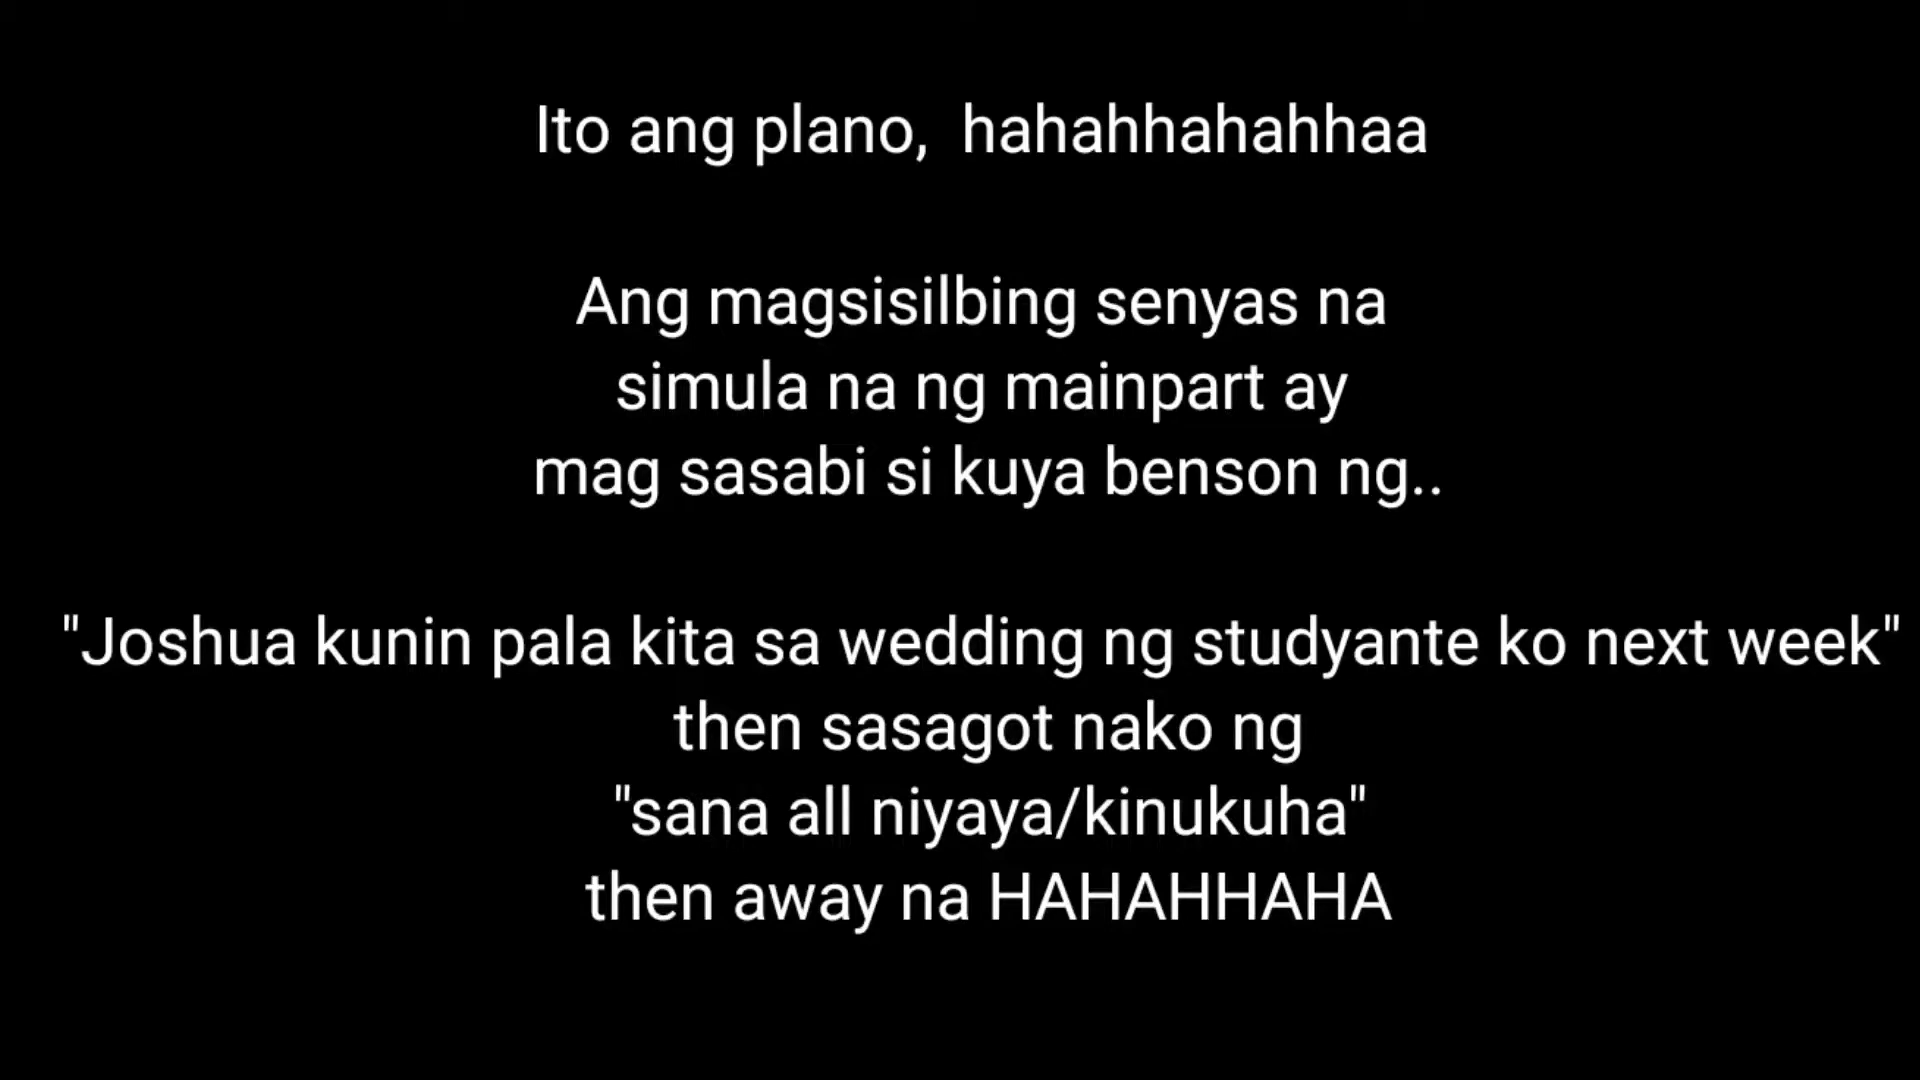 Ito ang plano,  hahahhahahhaa
Ang magsisilbing senyas na
simula na ng mainpart ay
mag sasabi si kuya benson ng..
"Joshua kunin pala kita sa wedding ng studyante ko next week"
then sasagot nako ng
"sana all niyaya/kinukuha"
then away na HAHAHHAHA